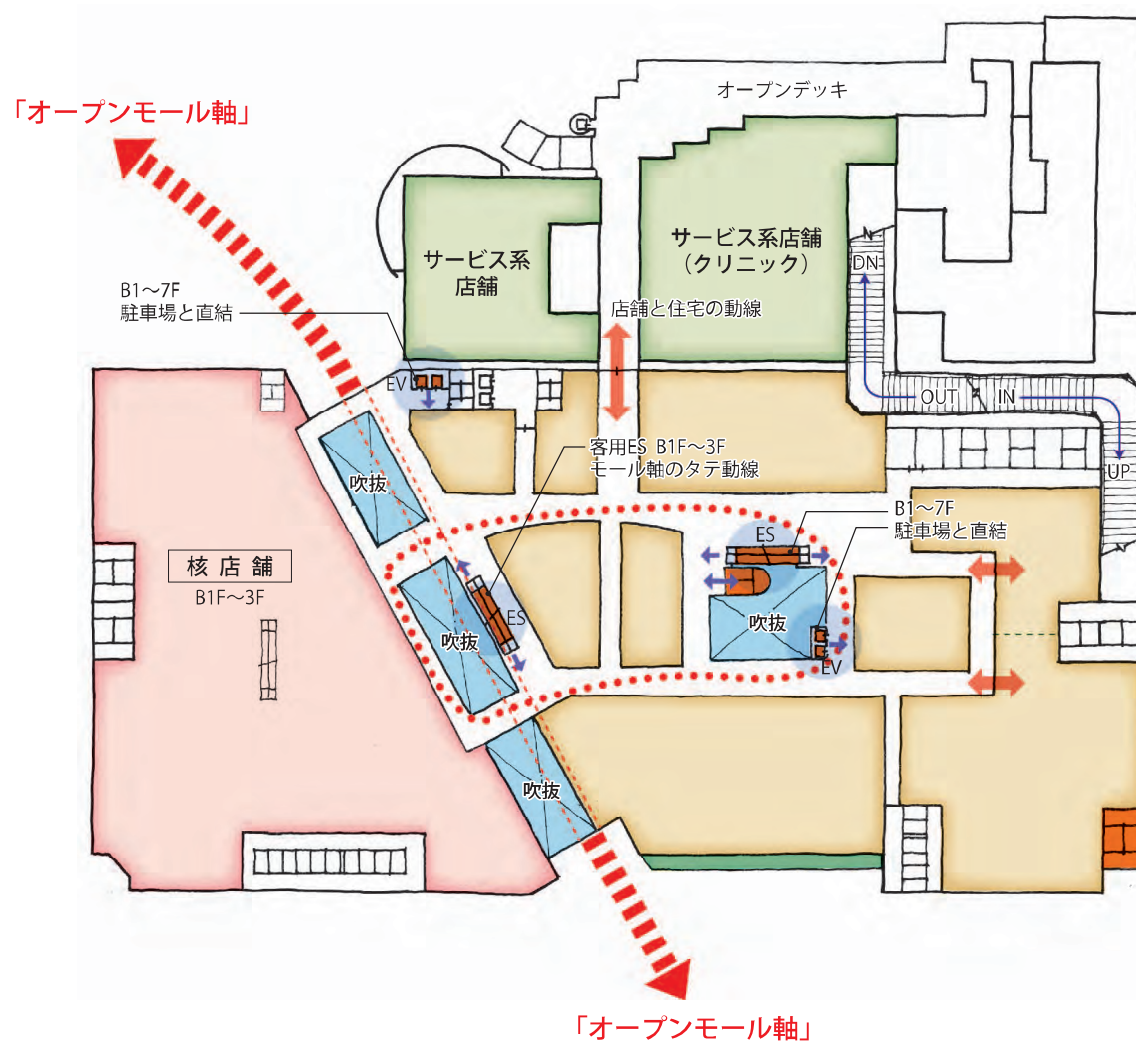 オープンデッキ
「オープンモール軸」
サービス系
店舗
サービス系店舗
（クリニック）
DN
B1～7F
駐車場と直結
店舗と住宅の動線
EV
OUT
IN
客用ES B1F～3F
モール軸のタテ動線
UP
吹抜
B1～7F
駐車場と直結
ES
核店舗
B1F～3F
ES
吹抜
吹抜
EV
吹抜
「オープンモール軸」